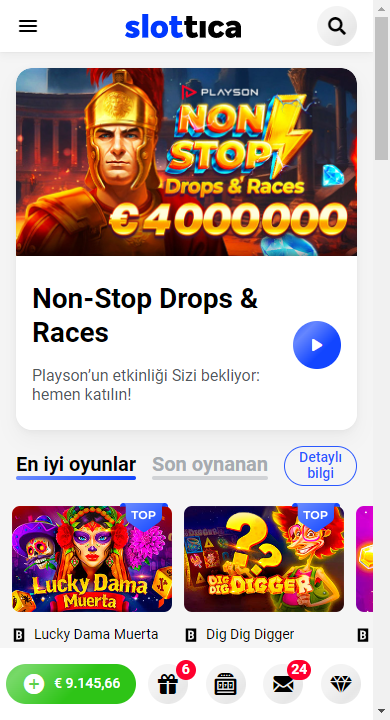 slottica
PLAYSON
NON
STOP
Drops & Races
€4000000
Non-Stop Drops &
Races
Playson’un etkinliği Sizi bekliyor:
hemen katılın!
En iyi oyunlar
Son oynanan
Detaylı
bilgi
TOP
TOP
Lucky Dama
Muerta
DIG DIG DIGGER
B Lucky Dama Muerta
B Dig Dig Digger
B
€ 9.145,66
6
24